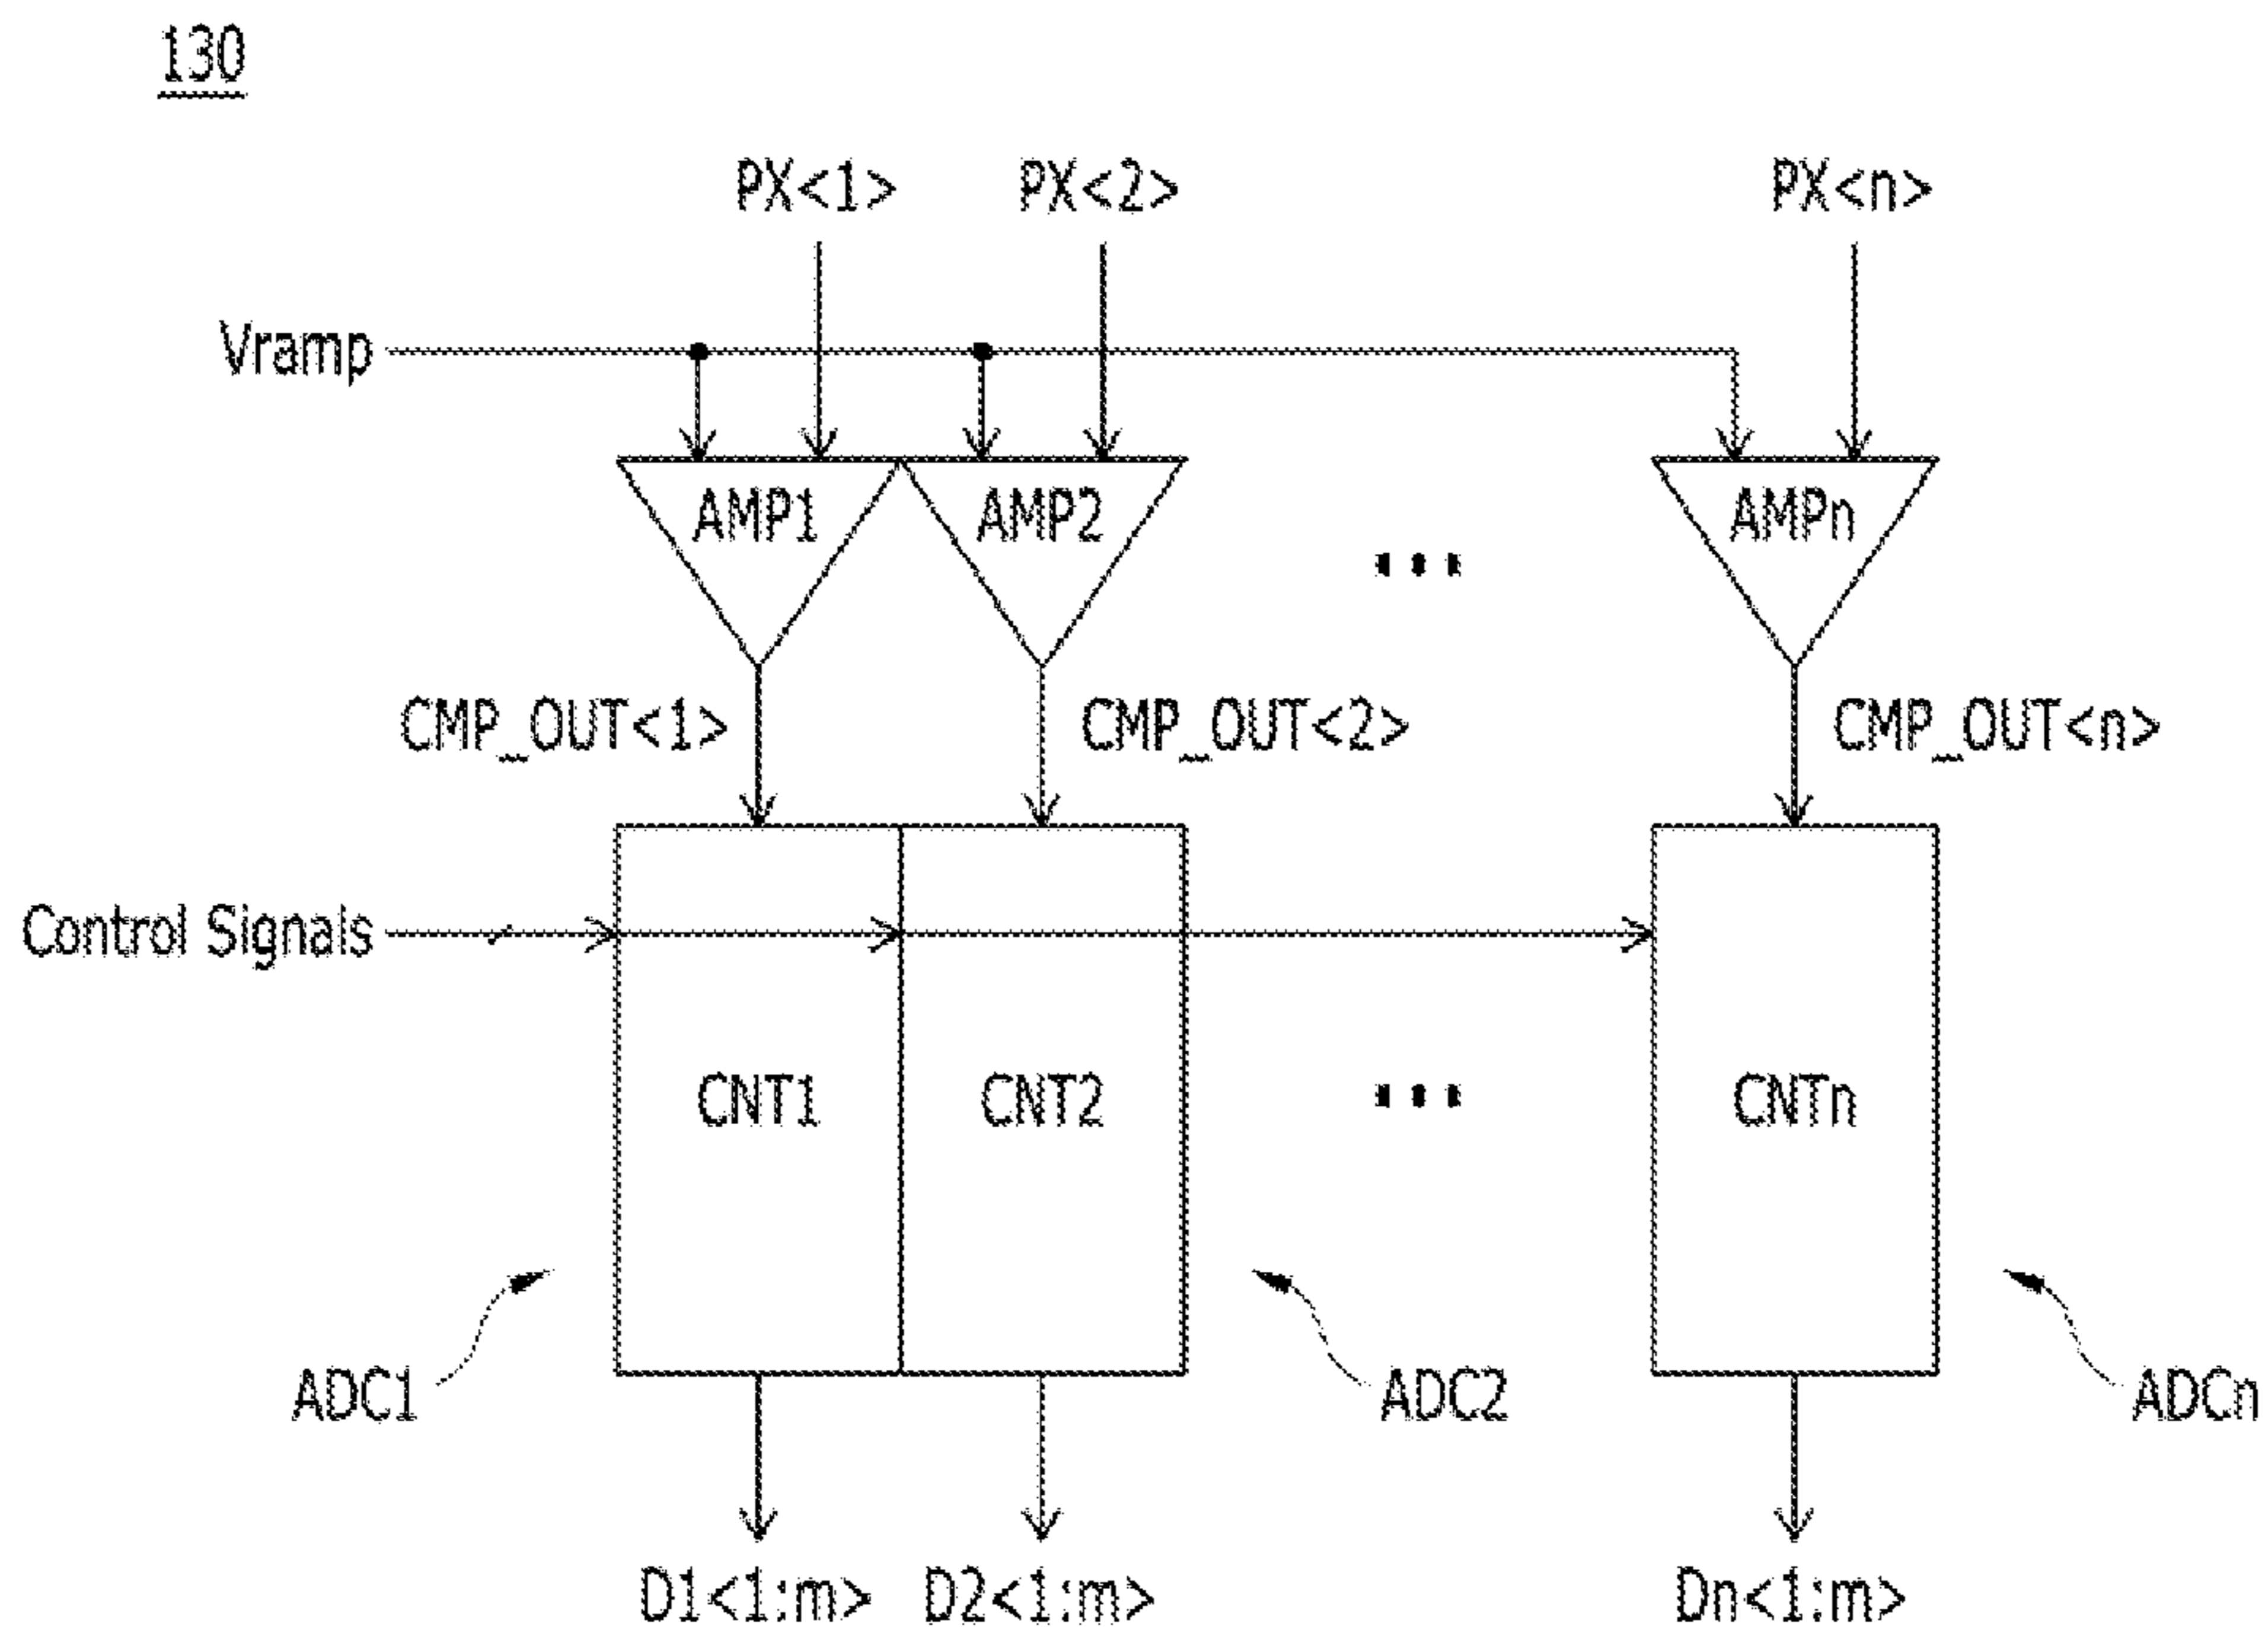 130
PX<1> PX<2> PX<n>
Vramp
AMP1 AMP2 ... AMPn
CMP_OUT<1> CMP_OUT<2> CMP_OUT<n>
Control Signals
CNT1 CNT2 ... CNTn
ADC1 ADC2 ADCn
D1<1:m> D2<1:m> Dn<1:m>